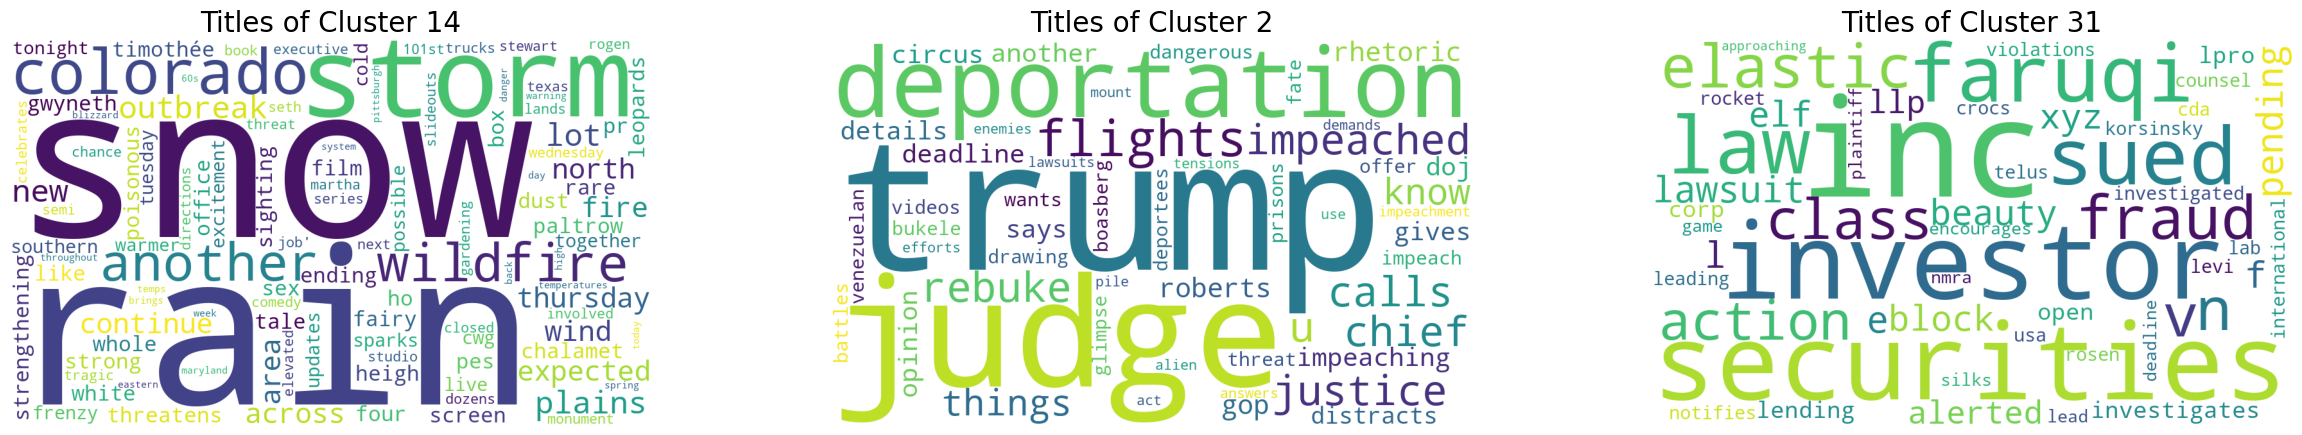 Titles of Cluster 14
tonight timothée book executive cold 101st trucks stewart rogen
colorado storm
60s pittsburgh slideouts danger texas warning lands leopards
gwyneth outbreak seth box
blizzard threat lot pr
celebrates chance poisonous tuesday office excitement sighting film system martha series possible wednesday north day rare
new semi directions dust fire
snow
southern warmer job' next gardening paltrow together
throughout another ending back high wildfire
strengthening like temps brings sex comedy ho temperatures thursday
rain
continue week tale fairy closed involved wind
whole area elevated updates sparks cwg today
strong studio pes chalamet
tragic maryland height live expected
white eastern dozens spring plains
frenzy threatens across four screen monument
Titles of Cluster 2
circus another dangerous rhetoric
deportation
mount fate
details enemies flights demands impeached
deadline lawsuits tensions offer doj
venezuelan videos wants boasberg deportees prisons use know
trump
bukele says impeachment
efforts drawing gives
impeach
rebuke pile roberts calls
judge
battles opinion glimpse u chief
alien threat impeaching
answers justice
things act gop distracts
Titles of Cluster 31
approaching violations lpro
elastic faruqi counsel
rocket llp crocs cda pending
elf plaintiff xyz korsinsky
law inc sued
telus
lawsuit investigated
corp class beauty fraud
game encourages international
l investor lab
leading nmra levi f
action e block open v n
usa deadline
securities rosen
silks
notifies lending alerted lead investigates